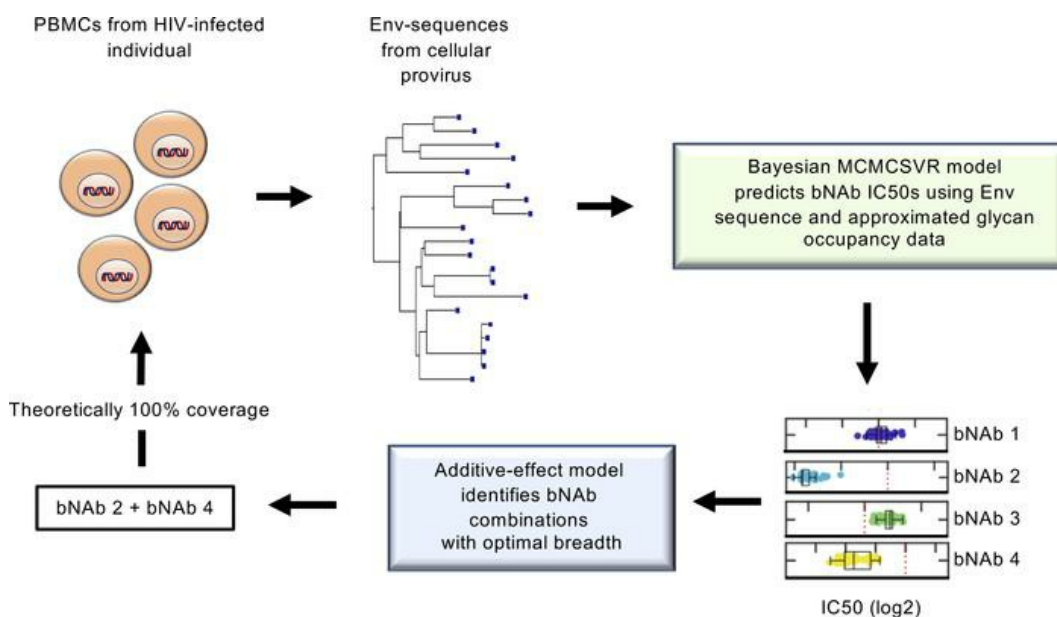 PBMCs from HIV-infected
individual
Env-sequences
from cellular
provirus
Bayesian MCMCSVR model
predicts bNAb IC50s using Env
sequence and approximated glycan
occupancy data
bNAb 1
bNAb 2
bNAb 3
bNAb 4
IC50 (log2)
Additive-effect model
identifies bNAb
combinations
with optimal breadth
bNAb 2 + bNAb 4
Theoretically 100% coverage